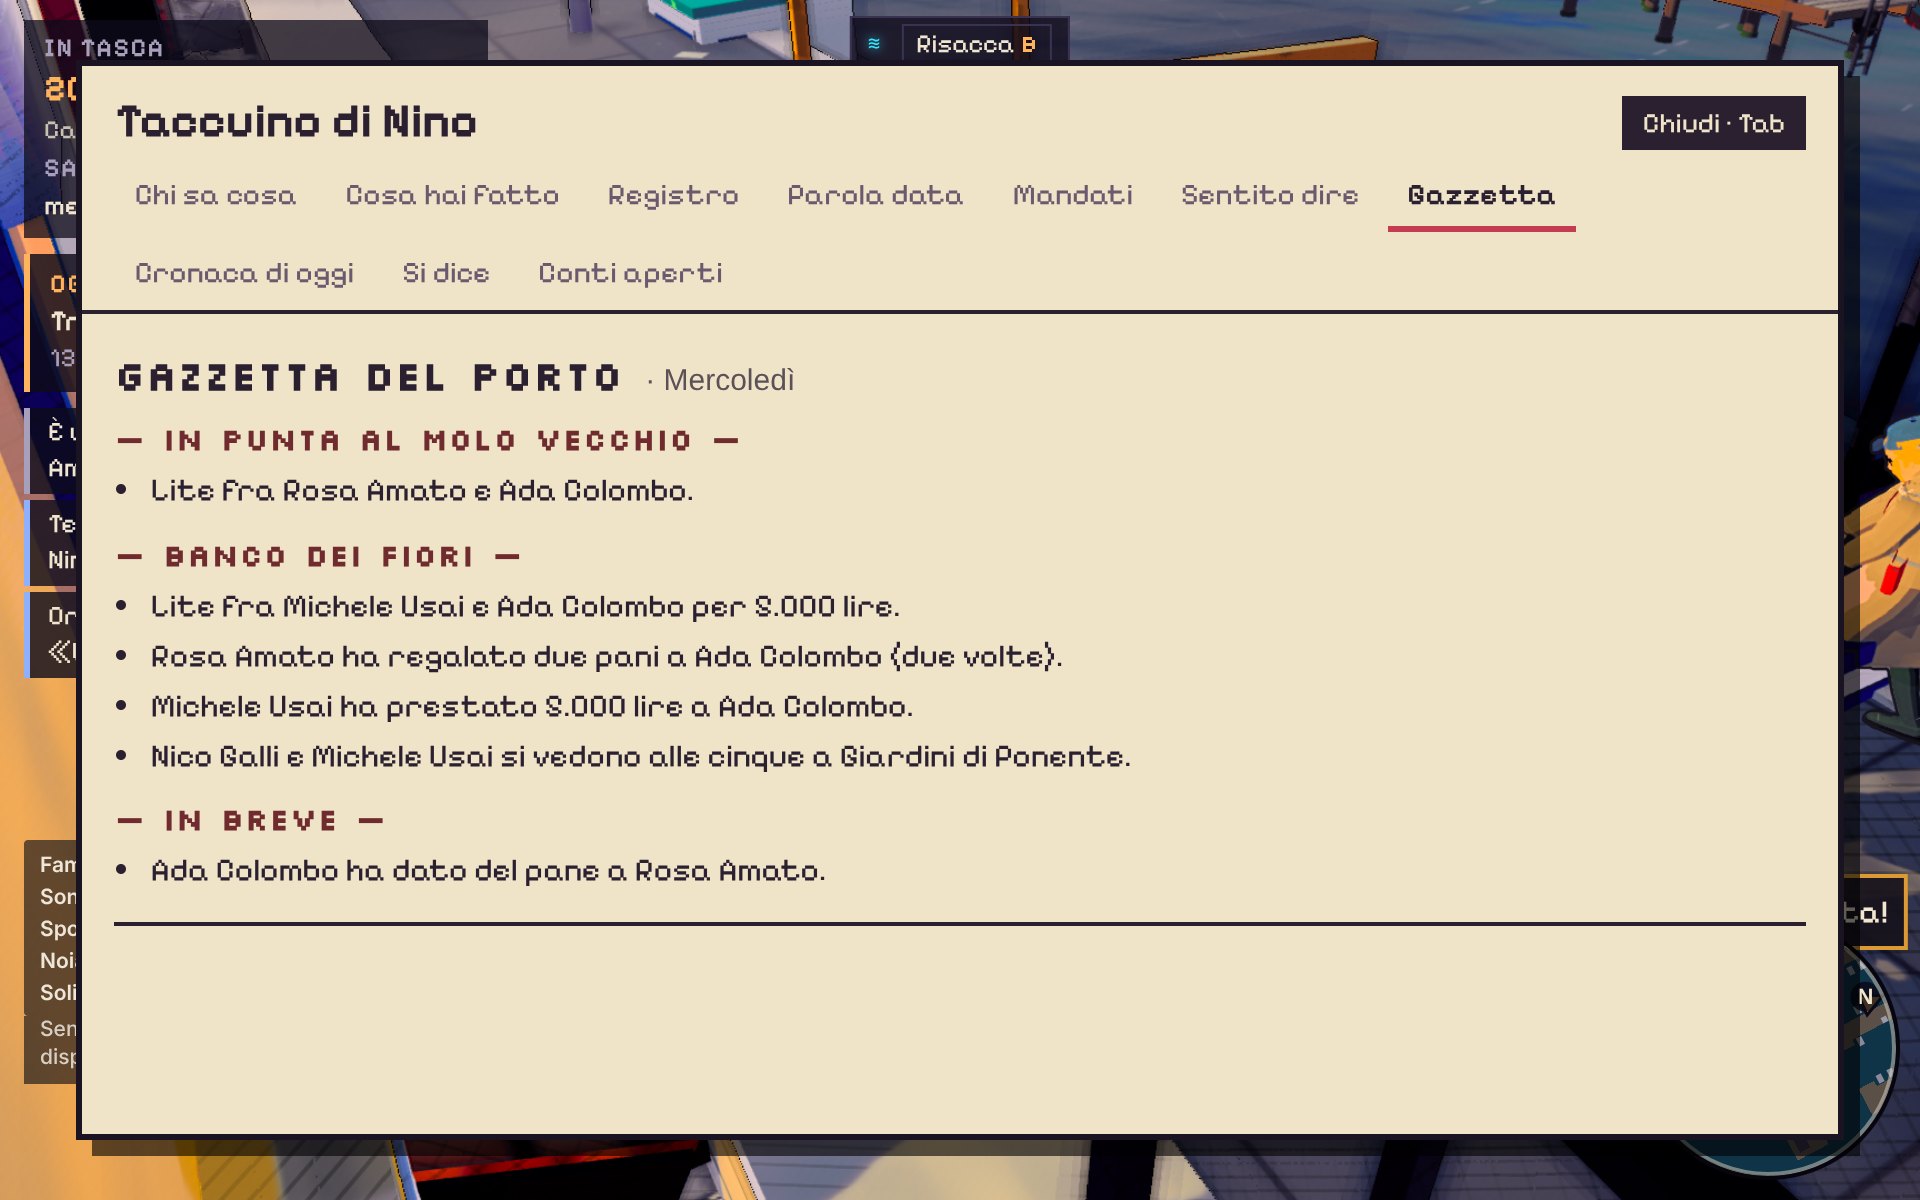 IN TASCA
Risacca B
Taccuino di Nino
Chiudi · Tab
Chi sa cosa Cosa hai fatto Registro Parola data Mandati Sentito dire Gazzetta
Cronaca di oggi Si dice Conti aperti
GAZZETTA DEL PORTO · Mercoledì
— IN PUNTA AL MOLO VECCHIO —
• Lite fra Rosa Amato e Ada Colombo.
— BANCO DEI FIORI —
• Lite fra Michele Usai e Ada Colombo per S.000 lire.
• Rosa Amato ha regalato due pani a Ada Colombo (due volte).
• Michele Usai ha prestato S.000 lire a Ada Colombo.
• Nico Galli e Michele Usai si vedono alle cinque a Giardini di Ponente.
— IN BREVE —
• Ada Colombo ha dato del pane a Rosa Amato.
N